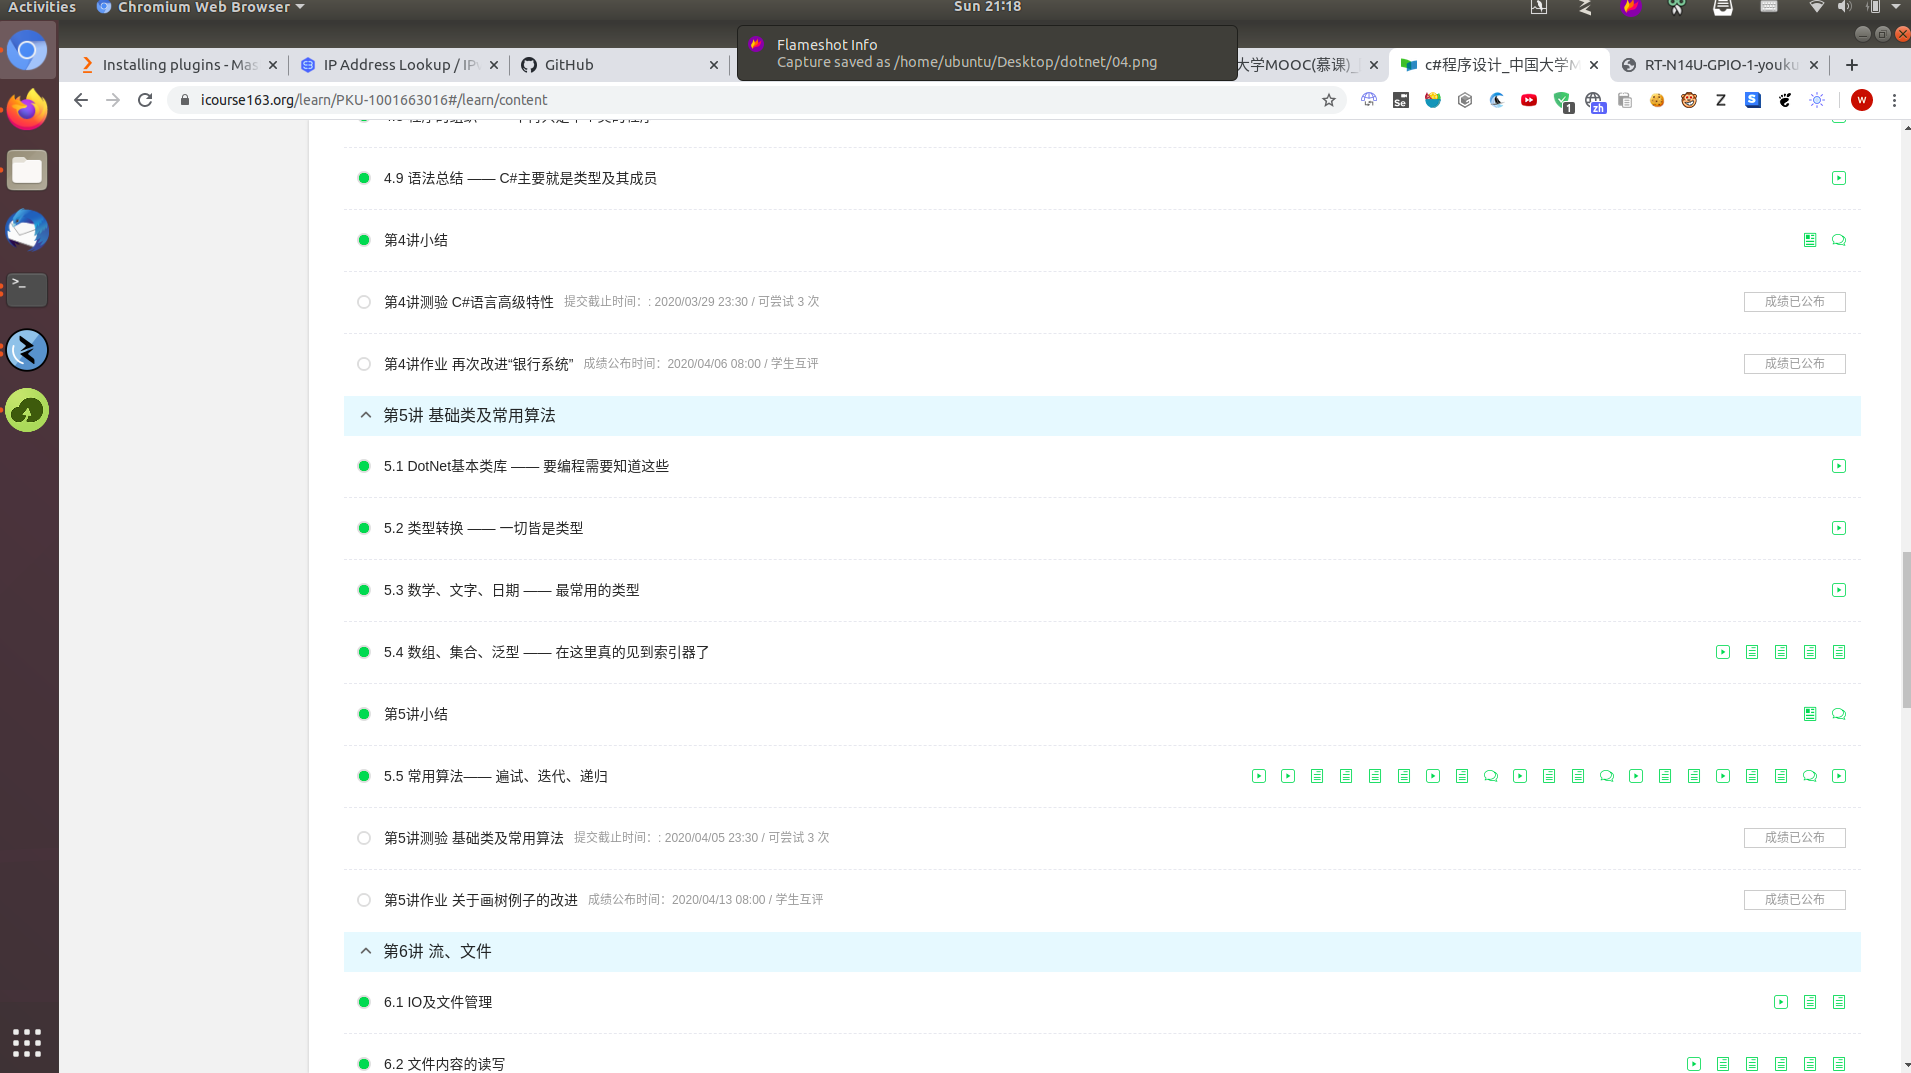 Activities
Chromium Web Browser
Sun 21:18
Flameshot Info
Capture saved as /home/ubuntu/Desktop/dotnet/04.png
Installing plugins - Mas
IP Address Lookup / IPv
GitHub
大学MOOC(慕课)_
c#程序设计_中国大学M
RT-N14U-GPIO-1-youku
icourse163.org/learn/PKU-1001663016#/learn/content
Se
1
zh
Z
S
W
4.9 语法总结 —— C#主要就是类型及其成员
第4讲小结
第4讲测验 C#语言高级特性 提交截止时间: : 2020/03/29 23:30 / 可尝试 3 次 成绩已公布
第4讲作业 再次改进“银行系统” 成绩公布时间: 2020/04/06 08:00 / 学生互评 成绩已公布
第5讲 基础类及常用算法
5.1 DotNet基本类库 —— 要编程需要知道这些
5.2 类型转换 —— 一切皆是类型
5.3 数学、文字、日期 —— 最常用的类型
5.4 数组、集合、泛型 —— 在这里真的见到索引器了
第5讲小结
5.5 常用算法—— 遍试、迭代、递归
第5讲测验 基础类及常用算法 提交截止时间: : 2020/04/05 23:30 / 可尝试 3 次 成绩已公布
第5讲作业 关于画树例子的改进 成绩公布时间: 2020/04/13 08:00 / 学生互评 成绩已公布
第6讲 流、文件
6.1 IO及文件管理
6.2 文件内容的读写